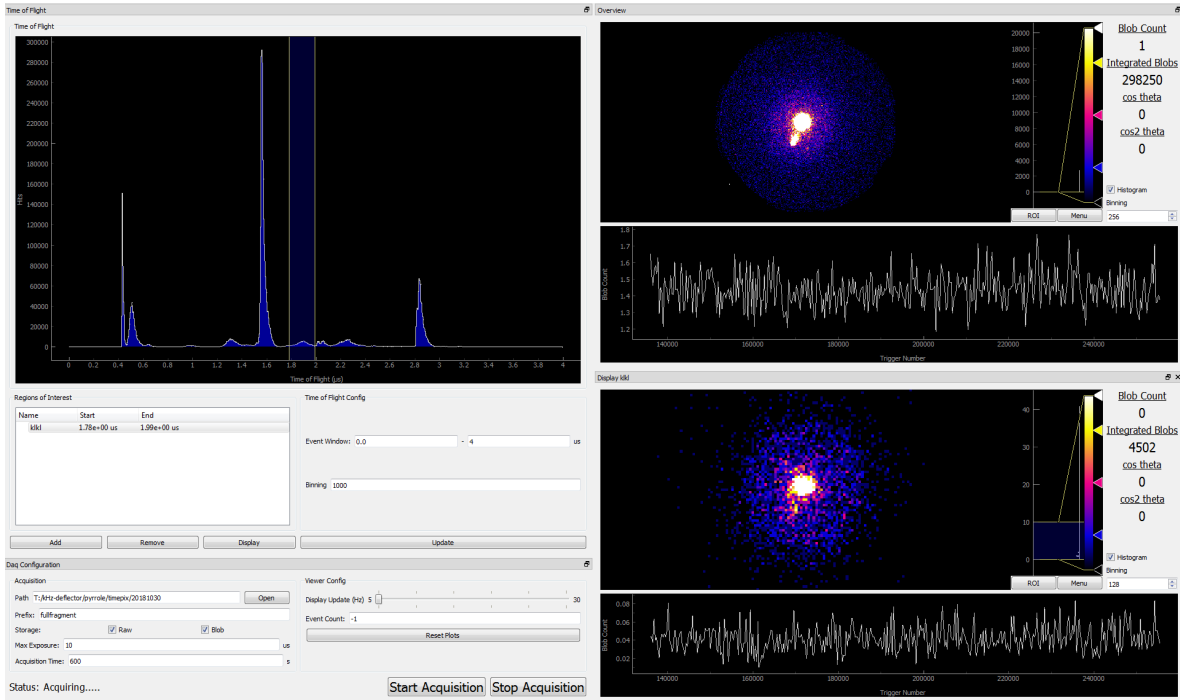 Time of Flight
Time of Flight
300000
280000
260000
240000
220000
200000
180000
160000
140000
120000
100000
80000
60000
40000
20000
0
Hits
0 0.2 0.4 0.6 0.8 1 1.2 1.4 1.6 1.8 2 2.2 2.4 2.6 2.8 3 3.2 3.4 3.6 3.8 4
Time of Flight (µs)
Regions of Interest
Name Start End
klkl 1.78e+00 us 1.99e+00 us
Add Remove Display
Time of Flight Config
Event Window: 0.0 - 4 us
Binning 1000
Update
Daq Configuration
Acquisition
Path T:/kHz-deflector/pyrrole/timepix/20181030 Open
Prefix: fullfragment
Storage: Raw Blob
Max Exposure: 10 us
Acquisition Time: 600 s
Viewer Config
Display Update (Hz) 5 30
Event Count: -1
Reset Plots
Status: Acquiring.....
Start Acquisition Stop Acquisition
Overview
20000
18000
16000
14000
12000
10000
8000
6000
4000
2000
0
Blob Count
1
Integrated Blobs
298250
cos theta
0
cos2 theta
0
Histogram
Binning
ROI Menu 256
1.8
1.7
1.6
1.5
1.4
1.3
1.2
Blob Count
140000 160000 180000 200000 220000 240000
Trigger Number
Display klkl
40
30
20
10
0
Blob Count
0
Integrated Blobs
4502
cos theta
0
cos2 theta
0
Histogram
Binning
ROI Menu 128
0.08
0.06
0.04
0.02
Blob Count
140000 160000 180000 200000 220000 240000
Trigger Number